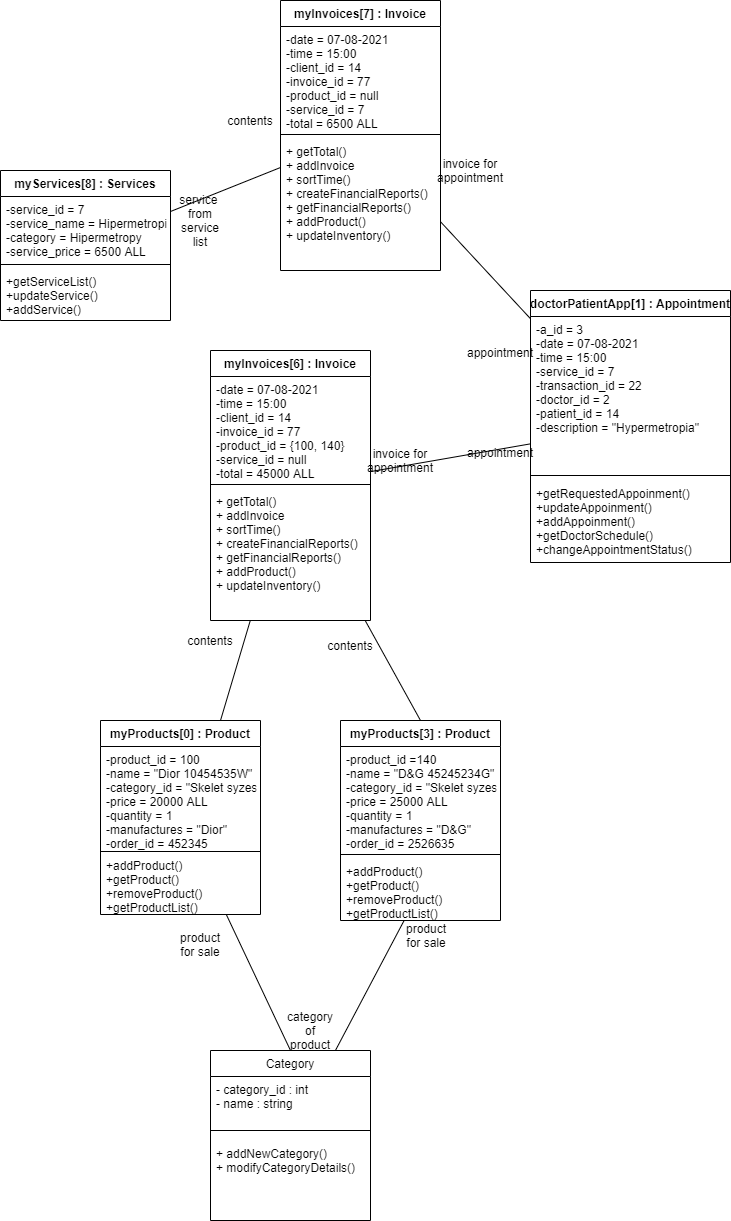 myInvoices[7] : Invoice
-date = 07-08-2021
-time = 15:00
-client_id = 14
-invoice_id = 77
-product_id = null
-service_id = 7
-total = 6500 ALL
+ getTotal()
+ addInvoice
+ sortTime()
+ createFinancialReports()
+ getFinancialReports()
+ addProduct()
+ updateInventory()
contents
service
from
service
list
invoice for
appointment
myServices[8] : Services
-service_id = 7
-service_name = Hipermetropi
-category = Hipermetropy
-service_price = 6500 ALL
+getServiceList()
+updateService()
+addService()
doctorPatientApp[1] : Appointment
-a_id = 3
-date = 07-08-2021
-time = 15:00
-service_id = 7
-transaction_id = 22
-doctor_id = 2
-patient_id = 14
-description = "Hypermetropia"
+getRequestedAppoinment()
+updateAppoinment()
+addAppoinment()
+getDoctorSchedule()
+changeAppointmentStatus()
appointment
appointment
invoice for
appointment
myInvoices[6] : Invoice
-date = 07-08-2021
-time = 15:00
-client_id = 14
-invoice_id = 77
-product_id = {100, 140}
-service_id = null
-total = 45000 ALL
+ getTotal()
+ addInvoice
+ sortTime()
+ createFinancialReports()
+ getFinancialReports()
+ addProduct()
+ updateInventory()
contents
contents
myProducts[0] : Product
-product_id = 100
-name = "Dior 10454535W"
-category_id = "Skelet syzes
-price = 20000 ALL
-quantity = 1
-manufactures = "Dior"
-order_id = 452345
+addProduct()
+getProduct()
+removeProduct()
+getProductList()
myProducts[3] : Product
-product_id =140
-name = "D&G 45245234G"
-category_id = "Skelet syzes
-price = 25000 ALL
-quantity = 1
-manufactures = "D&G"
-order_id = 2526635
+addProduct()
+getProduct()
+removeProduct()
+getProductList()
product
for sale
product
for sale
category
of
product
Category
- category_id : int
- name : string
+ addNewCategory()
+ modifyCategoryDetails()